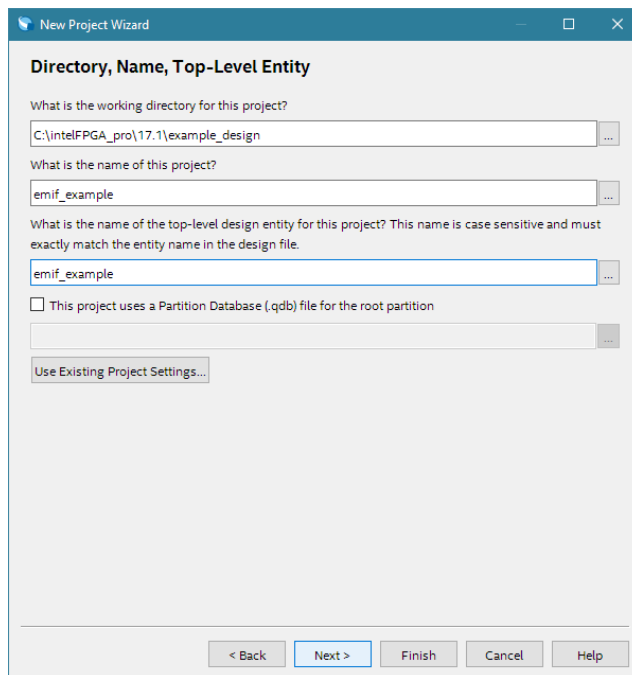 New Project Wizard
Directory, Name, Top-Level Entity
What is the working directory for this project?
C:\intelFPGA_pro\17.1\example_design
...
What is the name of this project?
emif_example
...
What is the name of the top-level design entity for this project? This name is case sensitive and must
exactly match the entity name in the design file.
emif_example
...
This project uses a Partition Database (.qdb) file for the root partition
...
Use Existing Project Settings...
< Back
Next >
Finish
Cancel
Help